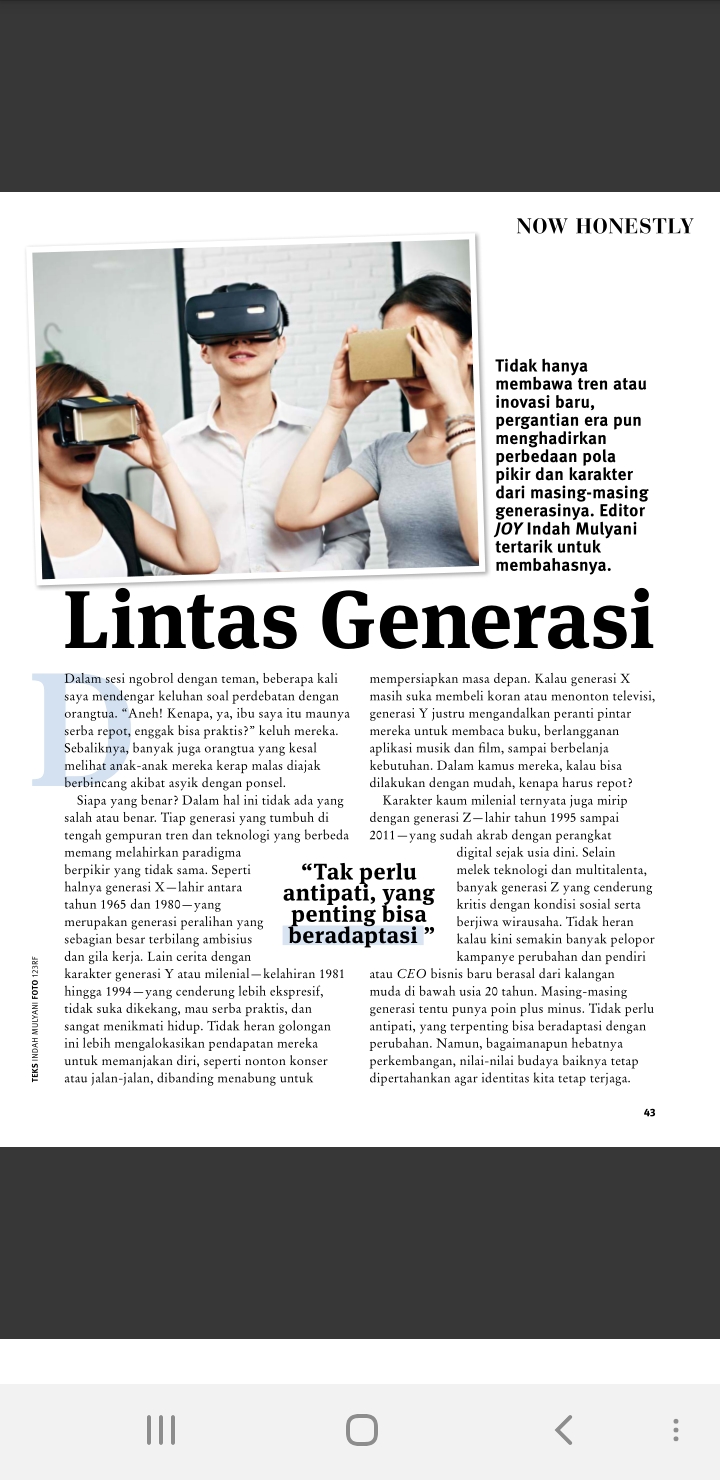 NOW HONESTLY
Tidak hanya
membawa tren atau
inovasi baru,
pergantian era pun
menghadirkan
perbedaan pola
pikir dan karakter
dari masing-masing
generasinya. Editor
JOY Indah Mulyani
tertarik untuk
membahasnya.
Lintas Generasi
D
Dalam sesi ngobrol dengan teman, beberapa kali
saya mendengar keluhan soal perdebatan dengan
orangtua. “Aneh! Kenapa, ya, ibu saya itu maunya
serba repot, enggak bisa praktis?” keluh mereka.
Sebaliknya, banyak juga orangtua yang kesal
melihat anak-anak mereka kerap malas diajak
berbincang akibat asyik dengan ponsel.
Siapa yang benar? Dalam hal ini tidak ada yang
salah atau benar. Tiap generasi yang tumbuh di
tengah gempuran tren dan teknologi yang berbeda
memang melahirkan paradigma
berpikir yang tidak sama. Seperti
halnya generasi X—lahir antara
tahun 1965 dan 1980—yang
merupakan generasi peralihan yang
sebagian besar terbilang ambisius
dan gila kerja. Lain cerita dengan
karakter generasi Y atau milenial—kelahiran 1981
hingga 1994—yang cenderung lebih ekspresif,
tidak suka dikekang, mau serba praktis, dan
sangat menikmati hidup. Tidak heran golongan
ini lebih mengalokasikan pendapatan mereka
untuk memanjakan diri, seperti nonton konser
atau jalan-jalan, dibanding menabung untuk
mempersiapkan masa depan. Kalau generasi X
masih suka membeli koran atau menonton televisi,
generasi Y justru mengandalkan peranti pintar
mereka untuk membaca buku, berlangganan
aplikasi musik dan film, sampai berbelanja
kebutuhan. Dalam kamus mereka, kalau bisa
dilakukan dengan mudah, kenapa harus repot?
Karakter kaum milenial ternyata juga mirip
dengan generasi Z—lahir tahun 1995 sampai
2011—yang sudah akrab dengan perangkat
digital sejak usia dini. Selain
melek teknologi dan multitalenta,
banyak generasi Z yang cenderung
kritis dengan kondisi sosial serta
berjiwa wirausaha. Tidak heran
kalau kini semakin banyak pelopor
kampanye perubahan dan pendiri
atau CEO bisnis baru berasal dari kalangan
muda di bawah usia 20 tahun. Masing-masing
generasi tentu punya poin plus minus. Tidak perlu
antipati, yang terpenting bisa beradaptasi dengan
perubahan. Namun, bagaimanapun hebatnya
perkembangan, nilai-nilai budaya baiknya tetap
dipertahankan agar identitas kita tetap terjaga.
“Tak perlu
antipati, yang
penting bisa
beradaptasi ”
TEKS INDAH MULYANI FOTO 123RF
43